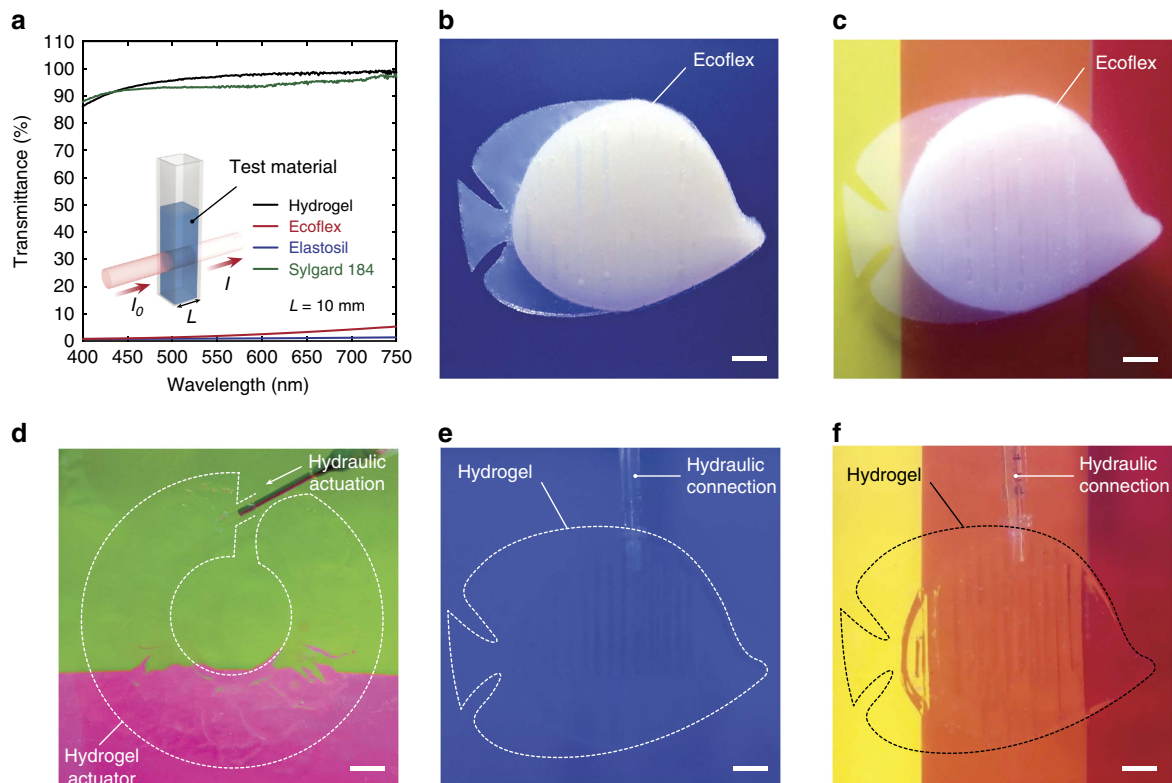 a
110
100
90
80
70
60
50
40
30
20
10
0
Transmittance (%)
400 450 500 550 600 650 700 750
Wavelength (nm)
Test material
Hydrogel
Ecoflex
Elastosil
Sylgard 184
I0
I
L
L = 10 mm
b
Ecoflex
c
Ecoflex
d
Hydraulic
actuation
Hydrogel
actuator
e
Hydrogel
Hydraulic
connection
f
Hydrogel
Hydraulic
connection